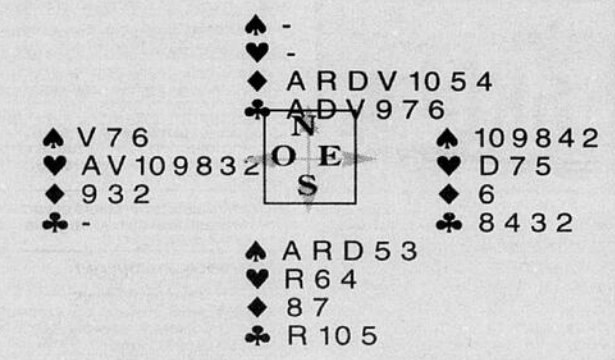 ♠ -
♥ -
♦ A R D V 10 5 4
♣ A D V 9 7 6
♠ V 7 6
♥ A V 10 9 8 3 2
♦ 9 3 2
♣ -
N
O E
S
♠ 10 9 8 4 2
♥ D 7 5
♦ 6
♣ 8 4 3 2
♠ A R D 5 3
♥ R 6 4
♦ 8 7
♣ R 10 5